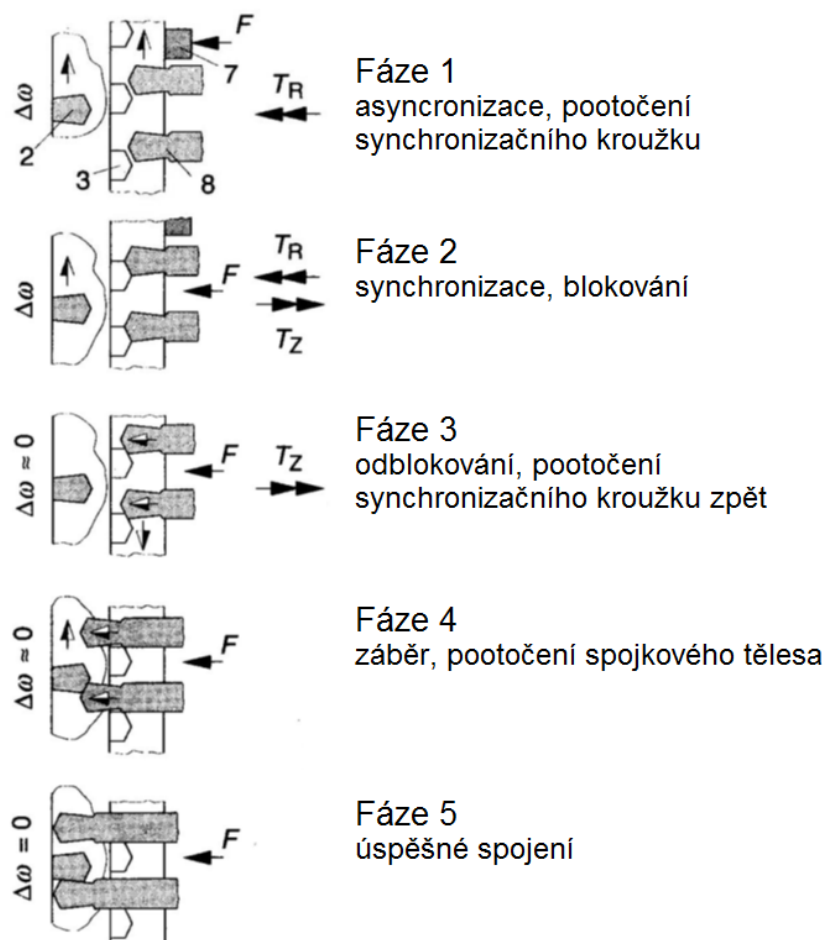 F
7
Fáze 1
T_R
asyncronizace, pootočení
Δω
synchronizačního kroužku
2
3
8
T_R
Fáze 2
F
synchronizace, blokování
Δω
T_Z
Fáze 3
F
T_Z
odblokování, pootočení
Δω ≈ 0
synchronizačního kroužku zpět
Fáze 4
F
záběr, pootočení spojkového tělesa
Δω ≈ 0
Fáze 5
F
úspěšné spojení
Δω = 0